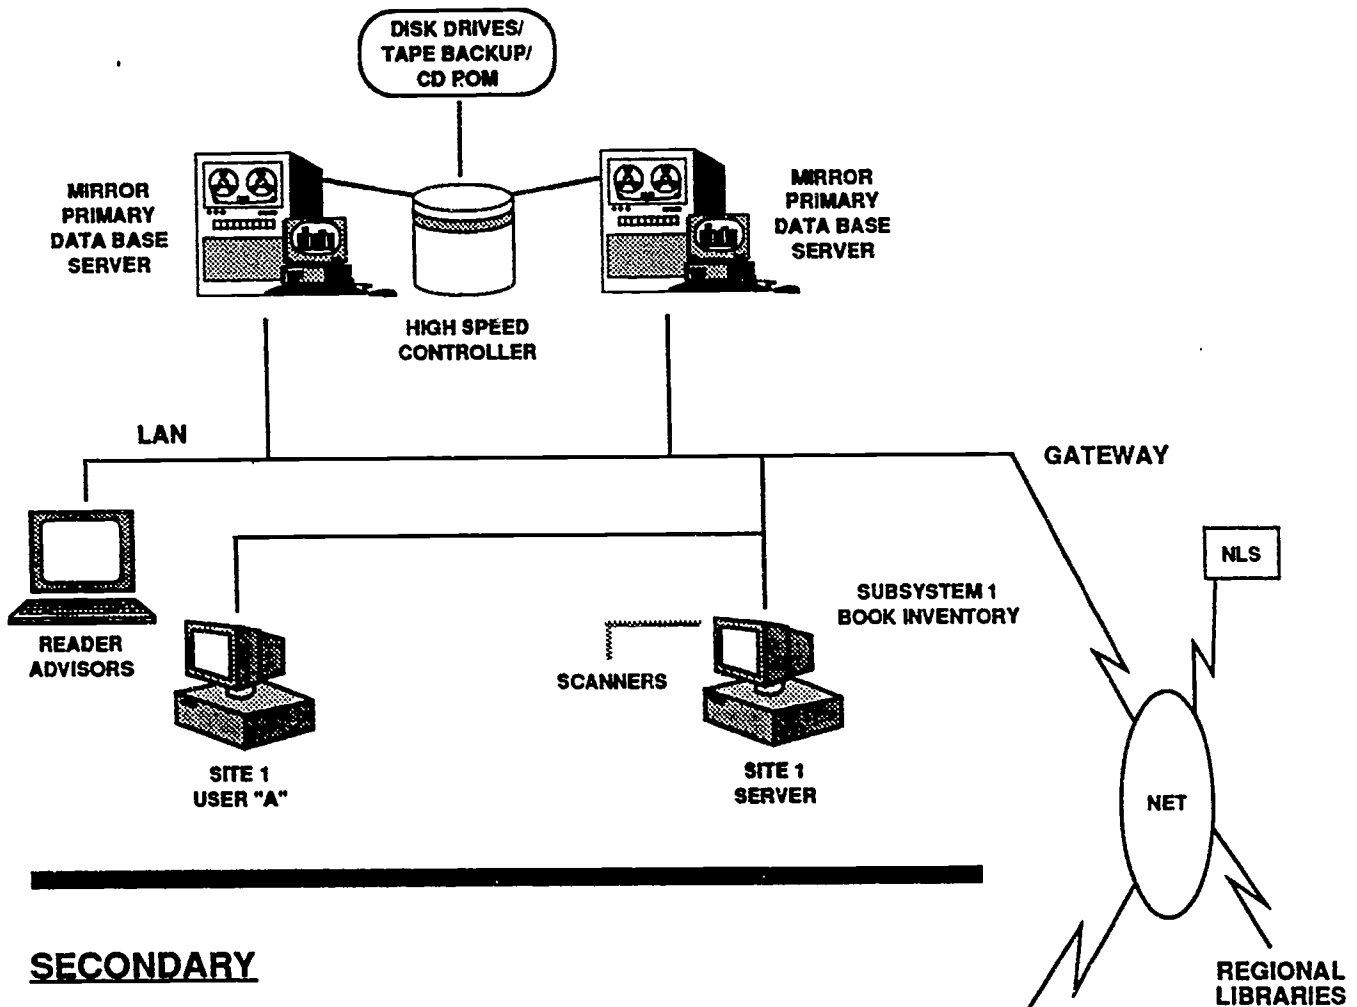 DISK DRIVES/
TAPE BACKUP/
CD ROM
MIRROR
PRIMARY
DATA BASE
SERVER
MIRROR
PRIMARY
DATA BASE
SERVER
HIGH SPEED
CONTROLLER
LAN
GATEWAY
NLS
SUBSYSTEM 1
BOOK INVENTORY
READER
ADVISORS
SCANNERS
SITE 1
USER "A"
SITE 1
SERVER
NET
SECONDARY
REGIONAL
LIBRARIES